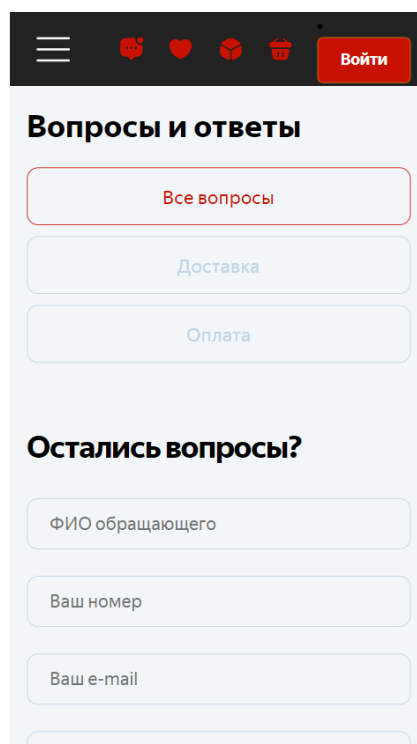 Войти
Вопросы и ответы
Все вопросы
Доставка
Оплата
Остались вопросы?
ФИО обращающего
Ваш номер
Ваш e-mail